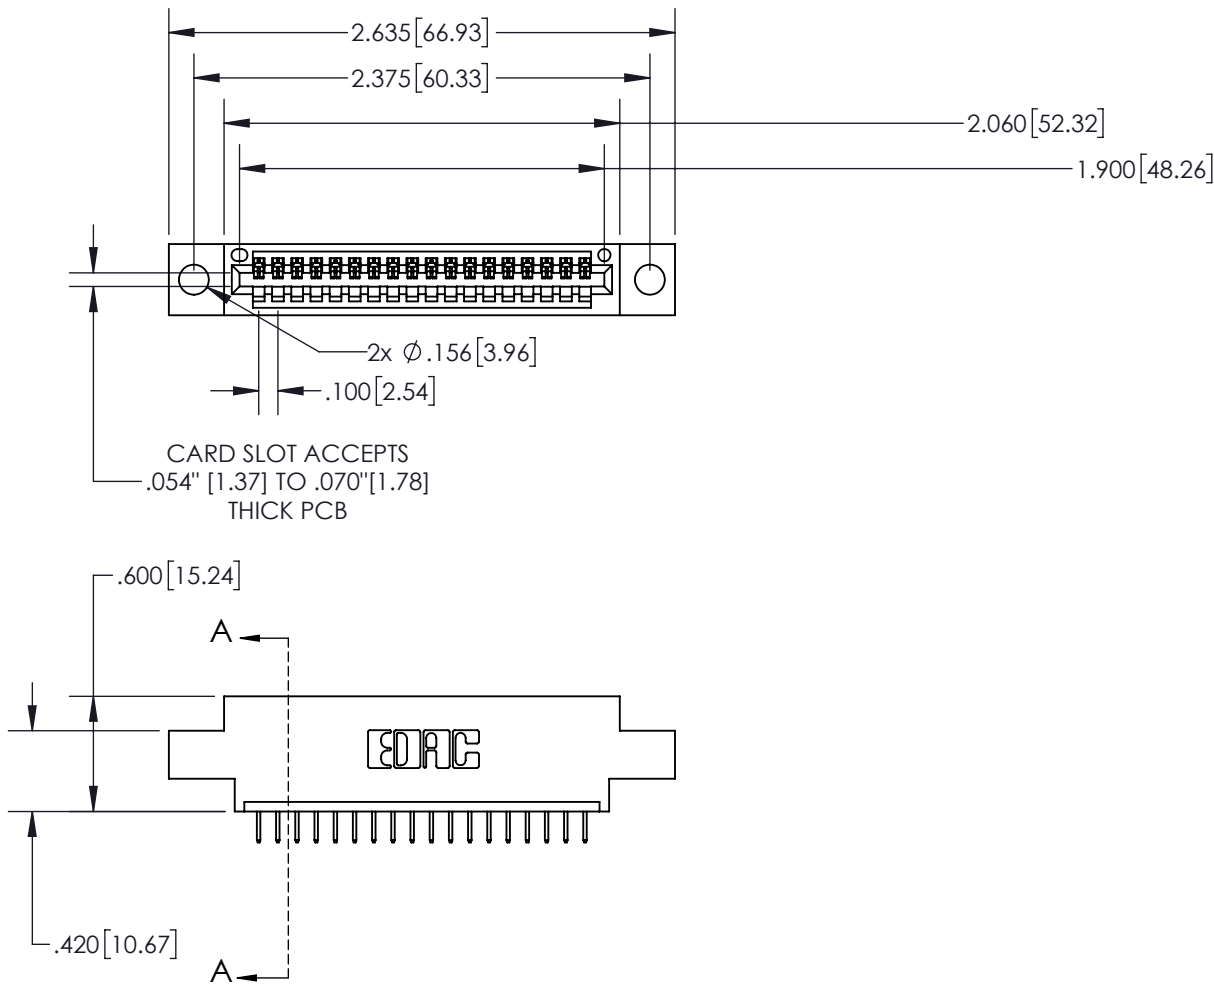 2.635[66.93]
2.375[60.33]
2.060[52.32]
1.900[48.26]
2x Ø.156[3.96]
.100[2.54]
CARD SLOT ACCEPTS
.054" [1.37] TO .070"[1.78]
THICK PCB
.600[15.24]
A
EDAC
.420[10.67]
A